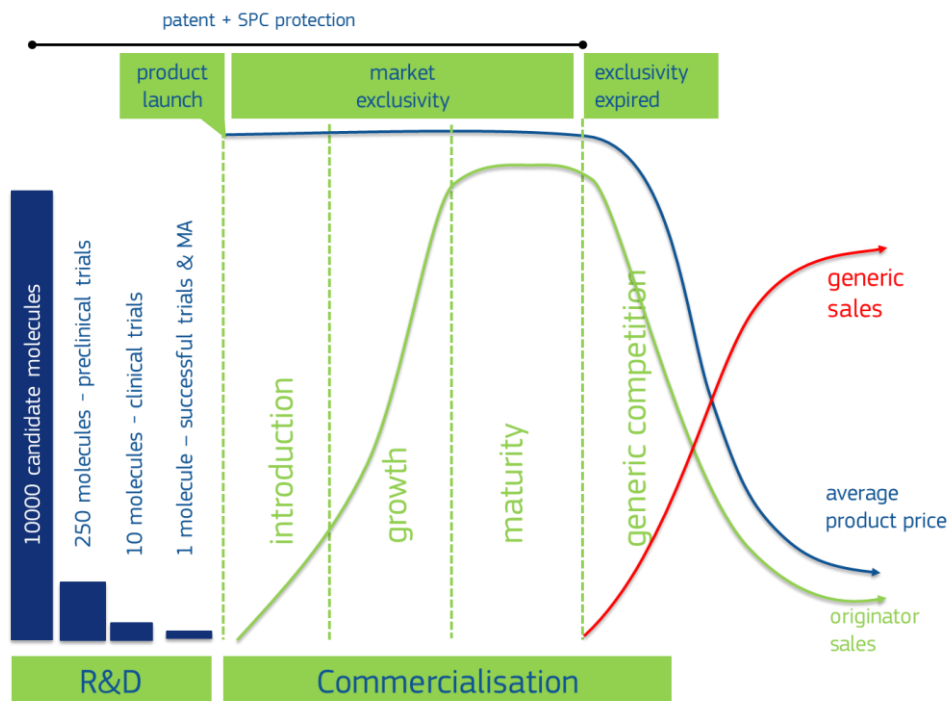 patent + SPC protection
product
launch
market
exclusivity
exclusivity
expired
10000 candidate molecules
250 molecules – preclinical trials
10 molecules – clinical trials
1 molecule – successful trials & MA
introduction
growth
maturity
generic competition
generic
sales
average
product price
originator
sales
R&D
Commercialisation